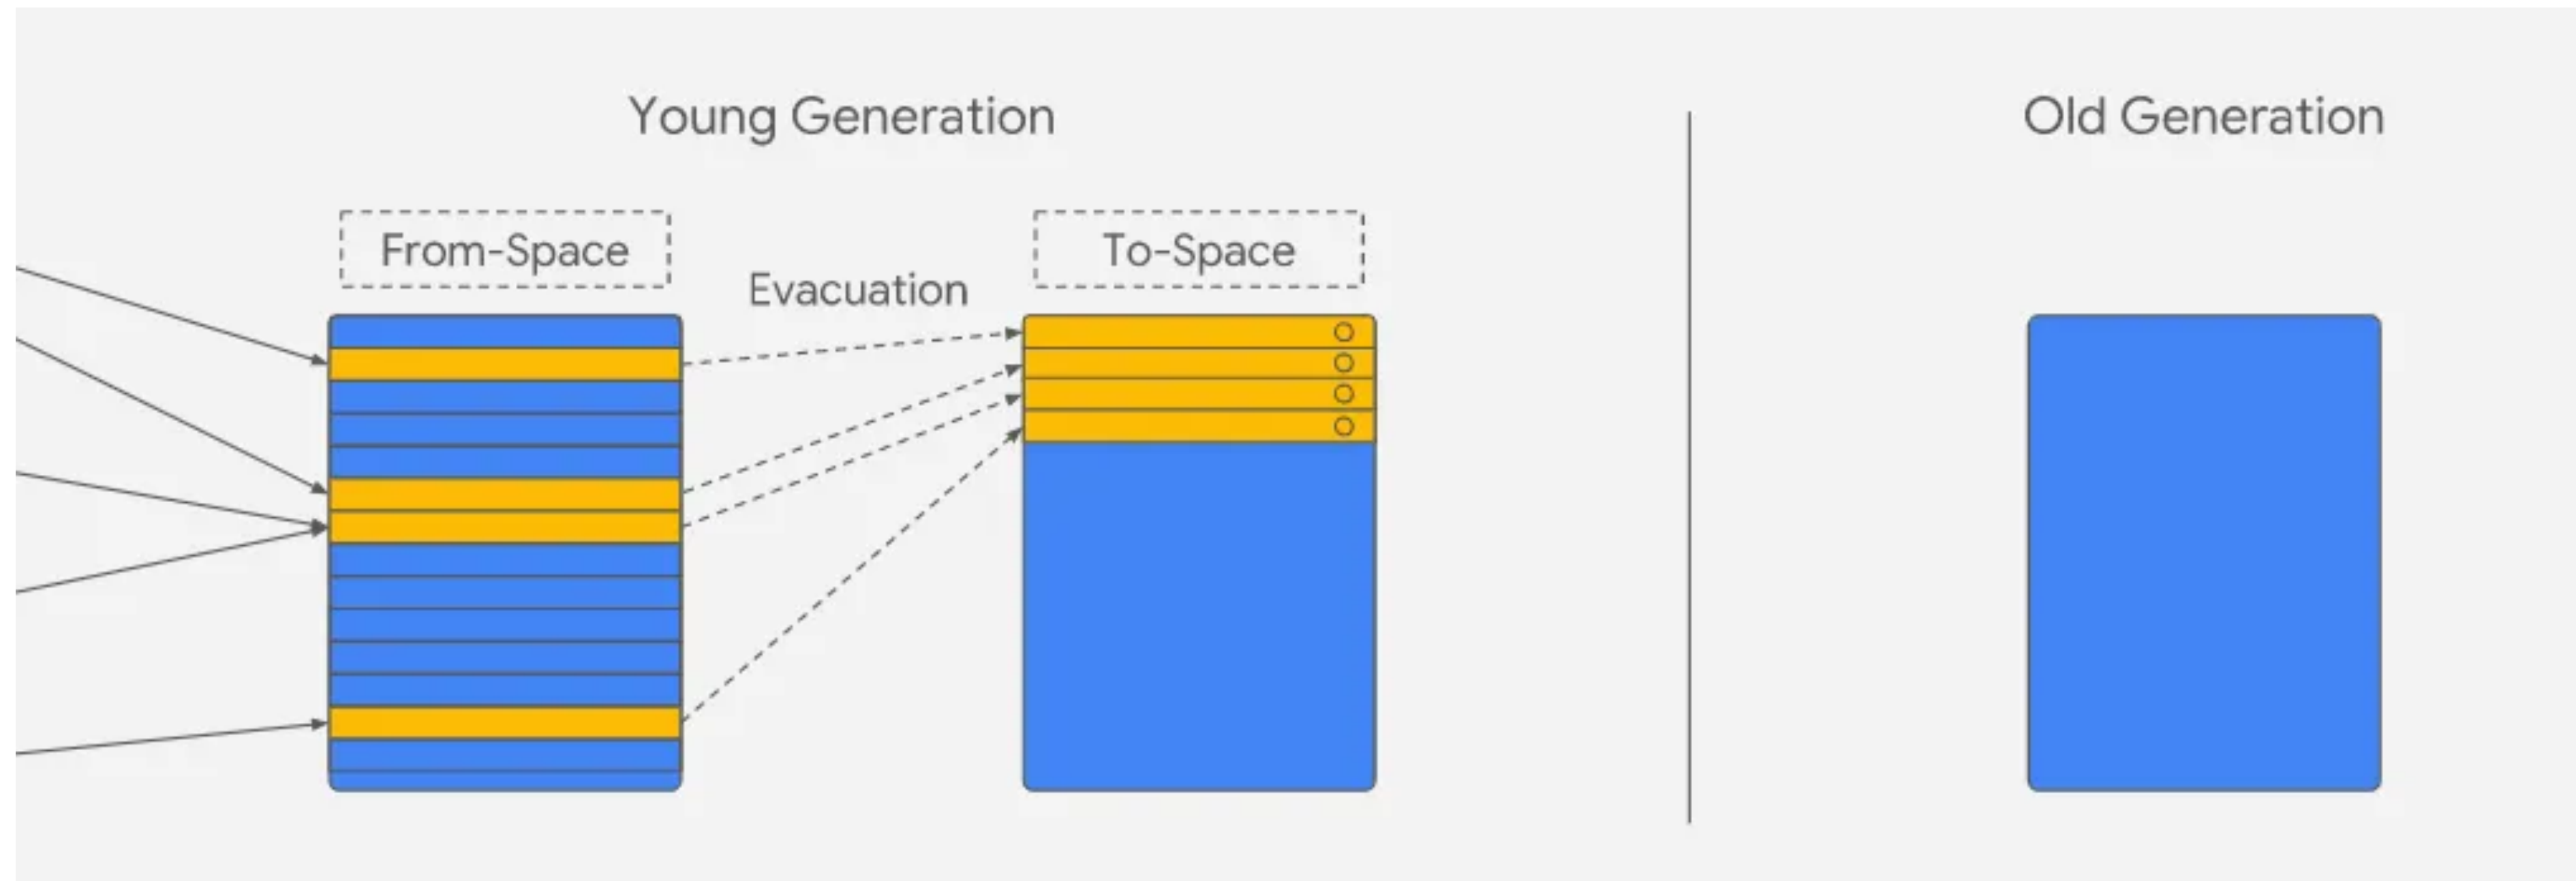 Young Generation
Old Generation
From-Space
To-Space
Evacuation